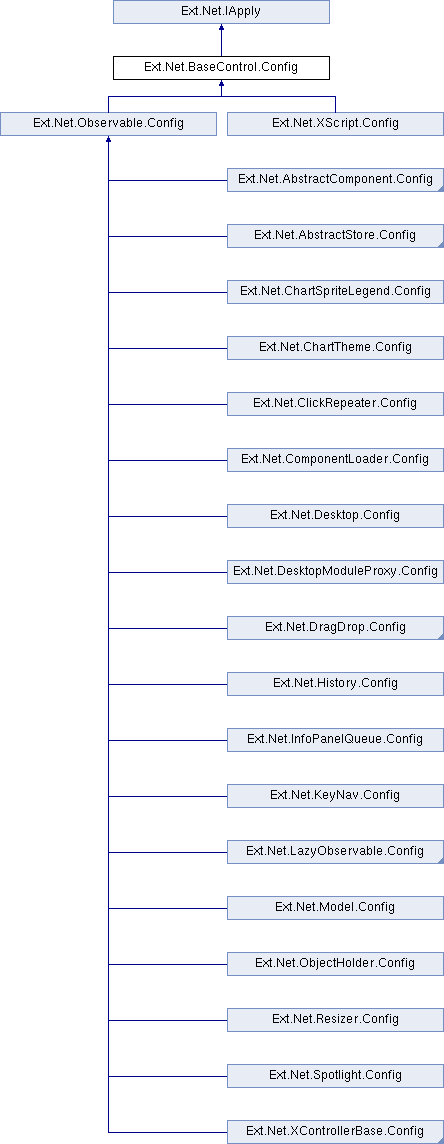 Ext.Net.IApply
Ext.Net.BaseControl.Config
Ext.Net.Observable.Config
Ext.Net.XScript.Config
Ext.Net.AbstractComponent.Config
Ext.Net.AbstractStore.Config
Ext.Net.ChartSpriteLegend.Config
Ext.Net.ChartTheme.Config
Ext.Net.ClickRepeater.Config
Ext.Net.ComponentLoader.Config
Ext.Net.Desktop.Config
Ext.Net.DesktopModuleProxy.Config
Ext.Net.DragDrop.Config
Ext.Net.History.Config
Ext.Net.InfoPanelQueue.Config
Ext.Net.KeyNav.Config
Ext.Net.LazyObservable.Config
Ext.Net.Model.Config
Ext.Net.ObjectHolder.Config
Ext.Net.Resizer.Config
Ext.Net.Spotlight.Config
Ext.Net.XControllerBase.Config